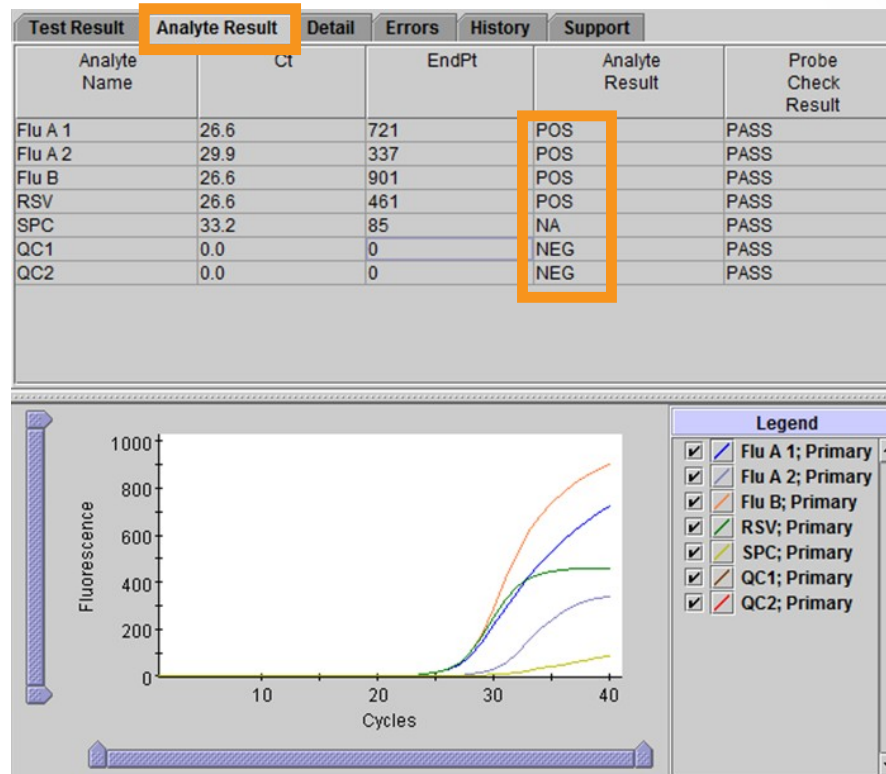 Test Result Analyte Result Detail Errors History Support
Analyte Name Ct EndPt Analyte Result Probe Check Result
Flu A 1 26.6 721 POS PASS
Flu A 2 29.9 337 POS PASS
Flu B 26.6 901 POS PASS
RSV 26.6 461 POS PASS
SPC 33.2 85 NA PASS
QC1 0.0 0 NEG PASS
QC2 0.0 0 NEG PASS
1000
800
600
400
200
0
Fluorescence
10 20 30 40
Cycles
Legend
Flu A 1; Primary
Flu A 2; Primary
Flu B; Primary
RSV; Primary
SPC; Primary
QC1; Primary
QC2; Primary